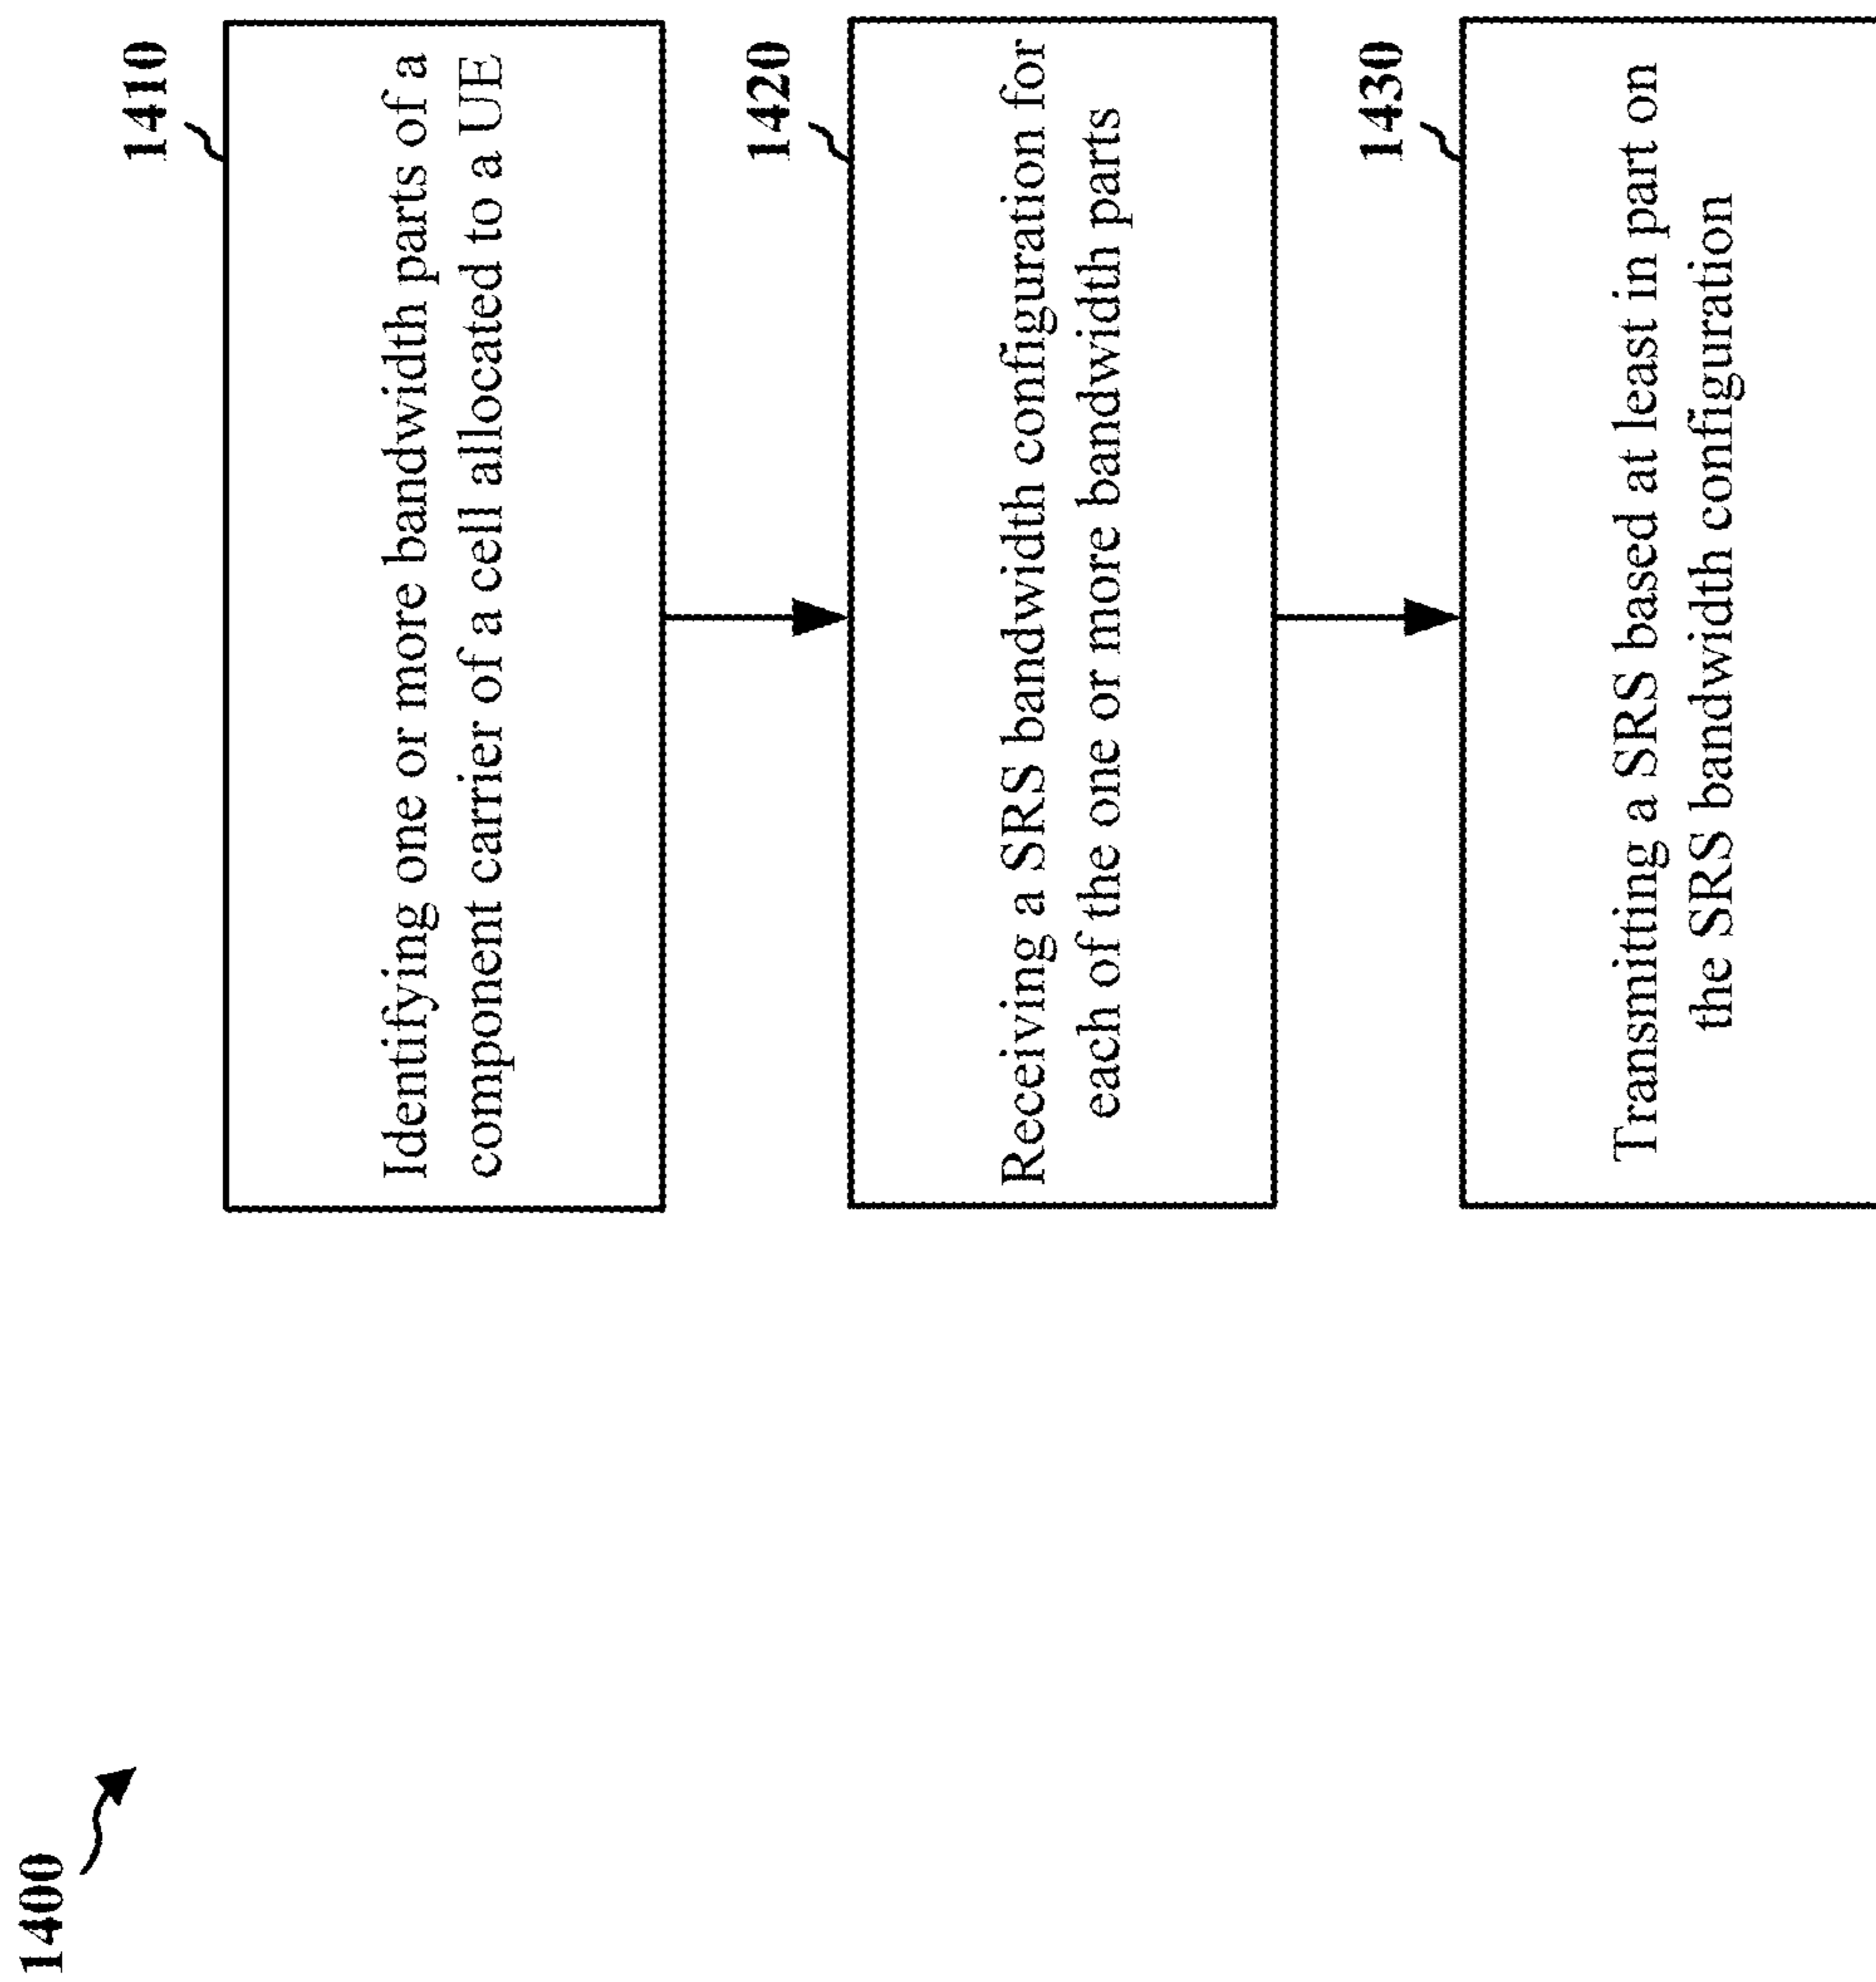 1400
1410
Identifying one or more bandwidth parts of a
component carrier of a cell allocated to a UE
1420
Receiving a SRS bandwidth configuration for
each of the one or more bandwidth parts
1430
Transmitting a SRS based at least in part on
the SRS bandwidth configuration